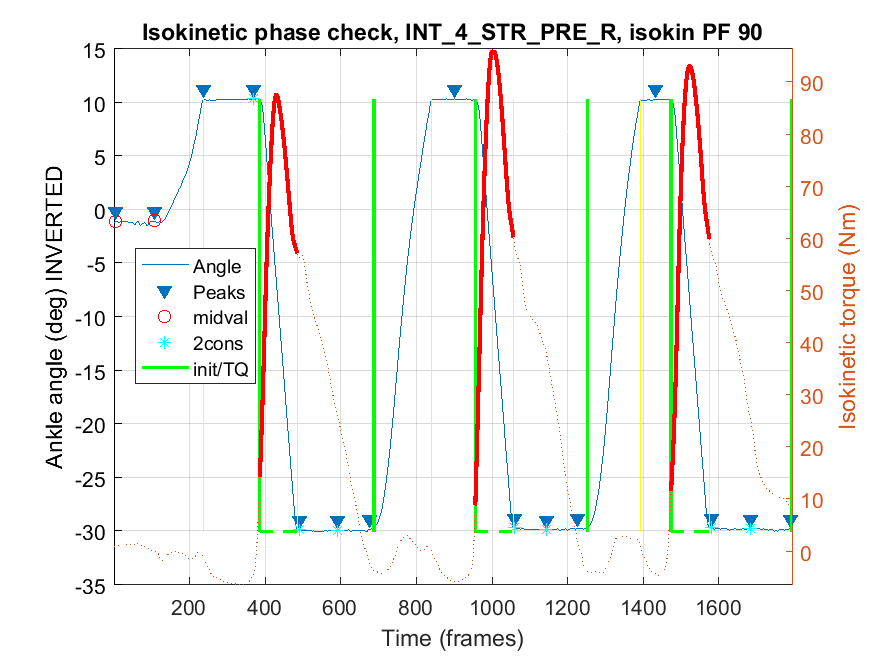 Isokinetic phase check, INT_4_STR_PRE_R, isokin PF 90
Ankle angle (deg) INVERTED
15
10
5
0
-5
-10
-15
-20
-25
-30
-35
Angle
Peaks
midval
2cons
init/TQ
90
80
70
60
50
40
30
20
10
0
Isokinetic torque (Nm)
200 400 600 800 1000 1200 1400 1600
Time (frames)